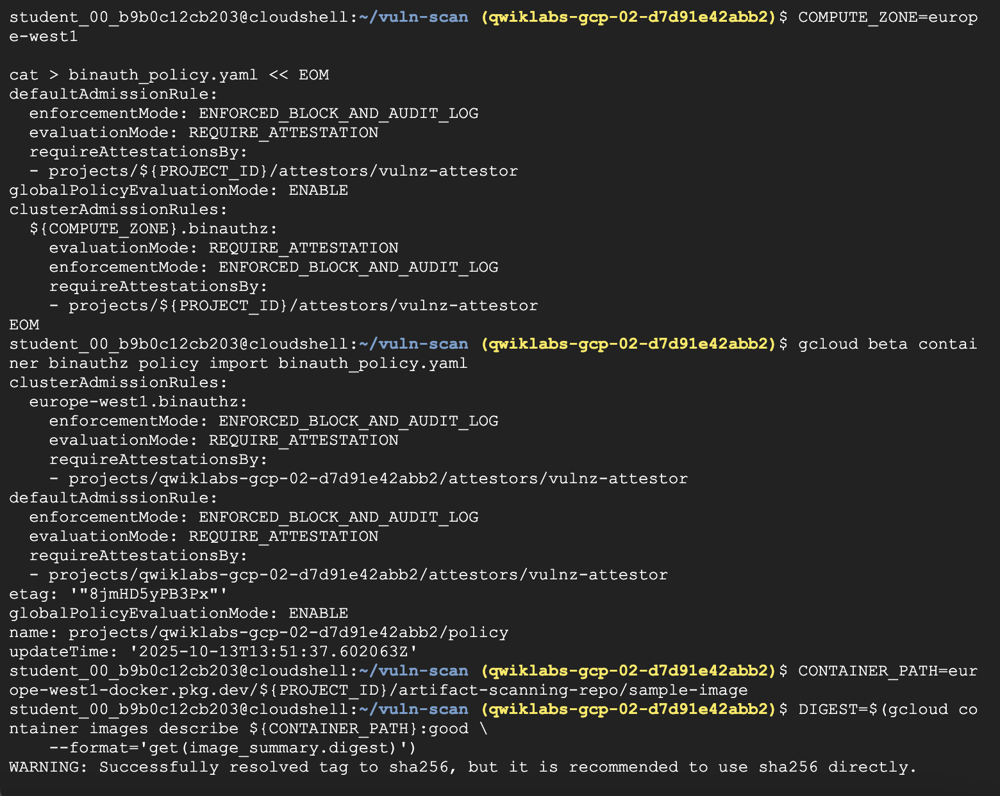 student_00_b9b0c12cb203@cloudshell:~/vuln-scan (qwiklabs-gcp-02-d7d91e42abb2)$ COMPUTE_ZONE=europ
e-west1

cat > binauth_policy.yaml << EOM
defaultAdmissionRule:
  enforcementMode: ENFORCED_BLOCK_AND_AUDIT_LOG
  evaluationMode: REQUIRE_ATTESTATION
  requireAttestationsBy:
  - projects/${PROJECT_ID}/attestors/vulnz-attestor
globalPolicyEvaluationMode: ENABLE
clusterAdmissionRules:
  ${COMPUTE_ZONE}.binauthz:
    evaluationMode: REQUIRE_ATTESTATION
    enforcementMode: ENFORCED_BLOCK_AND_AUDIT_LOG
    requireAttestationsBy:
    - projects/${PROJECT_ID}/attestors/vulnz-attestor
EOM
student_00_b9b0c12cb203@cloudshell:~/vuln-scan (qwiklabs-gcp-02-d7d91e42abb2)$ gcloud beta contai
ner binauthz policy import binauth_policy.yaml
clusterAdmissionRules:
  europe-west1.binauthz:
    enforcementMode: ENFORCED_BLOCK_AND_AUDIT_LOG
    evaluationMode: REQUIRE_ATTESTATION
    requireAttestationsBy:
    - projects/qwiklabs-gcp-02-d7d91e42abb2/attestors/vulnz-attestor
defaultAdmissionRule:
  enforcementMode: ENFORCED_BLOCK_AND_AUDIT_LOG
  evaluationMode: REQUIRE_ATTESTATION
  requireAttestationsBy:
  - projects/qwiklabs-gcp-02-d7d91e42abb2/attestors/vulnz-attestor
etag: '"8jmHD5yPB3Px"'
globalPolicyEvaluationMode: ENABLE
name: projects/qwiklabs-gcp-02-d7d91e42abb2/policy
updateTime: '2025-10-13T13:51:37.602063Z'
student_00_b9b0c12cb203@cloudshell:~/vuln-scan (qwiklabs-gcp-02-d7d91e42abb2)$ CONTAINER_PATH=eur
ope-west1-docker.pkg.dev/${PROJECT_ID}/artifact-scanning-repo/sample-image
student_00_b9b0c12cb203@cloudshell:~/vuln-scan (qwiklabs-gcp-02-d7d91e42abb2)$ DIGEST=$(gcloud co
ntainer images describe ${CONTAINER_PATH}:good \
    --format='get(image_summary.digest)')
WARNING: Successfully resolved tag to sha256, but it is recommended to use sha256 directly.